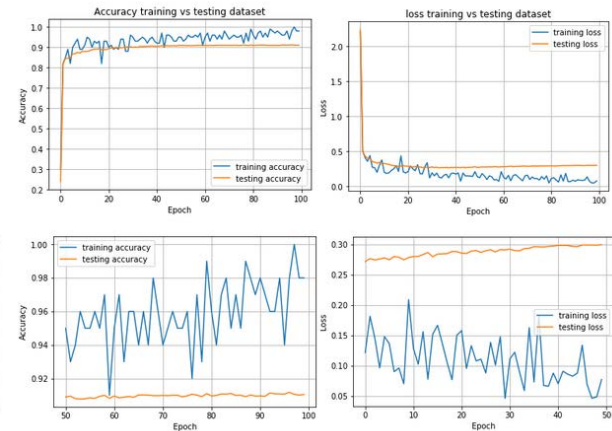 Accuracy training vs testing dataset
1.0
0.9
0.8
0.7
0.6
0.5
0.4
0.3
0.2
Accuracy
training accuracy
testing accuracy
0 20 40 60 80 100
Epoch
loss training vs testing dataset
2.0
1.5
1.0
0.5
0.0
Loss
training loss
testing loss
0 20 40 60 80 100
Epoch
1.00
0.98
0.96
0.94
0.92
Accuracy
training accuracy
testing accuracy
50 60 70 80 90 100
Epoch
0.30
0.25
0.20
0.15
0.10
0.05
Loss
training loss
testing loss
0 10 20 30 40 50
Epoch